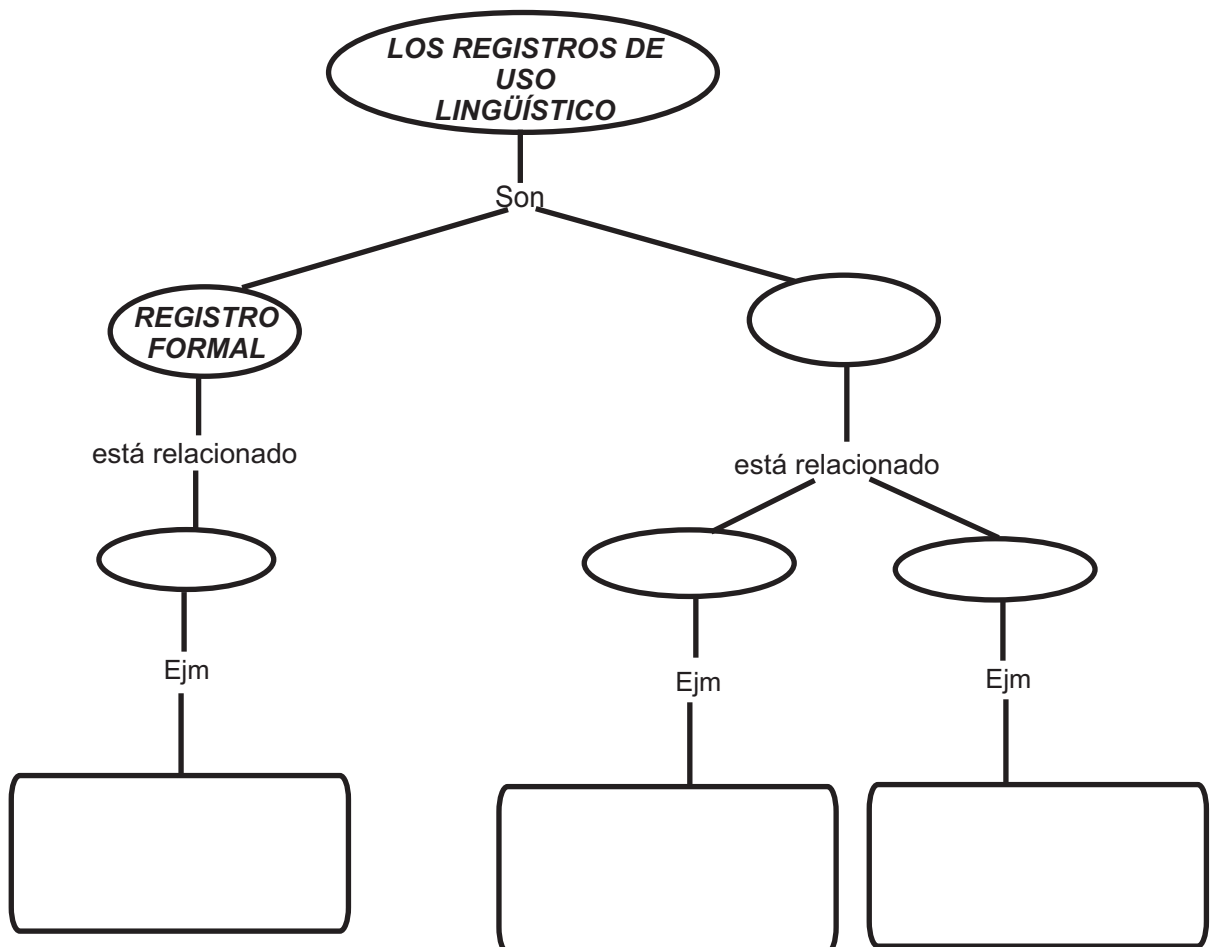 LOS REGISTROS DE
USO
LINGÜÍSTICO
Son
REGISTRO
FORMAL
está relacionado
está relacionado
Ejm
Ejm
Ejm